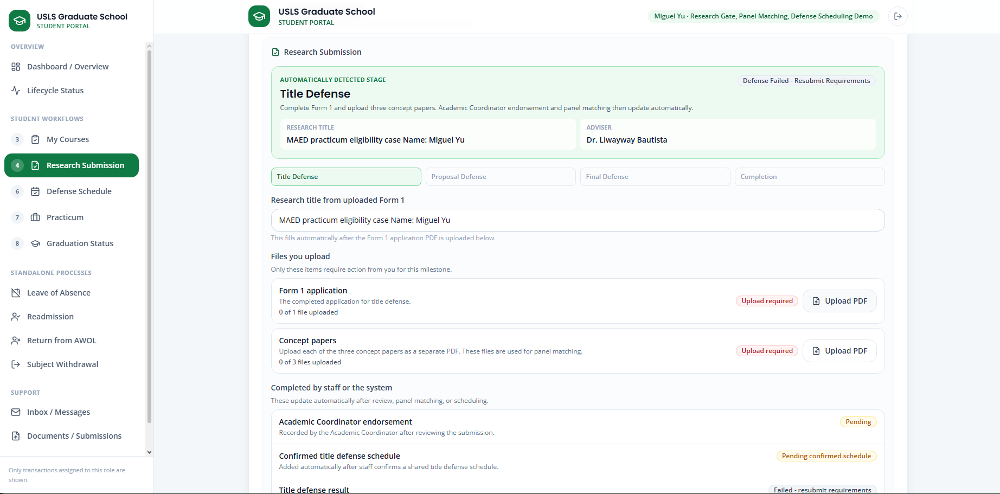 USLS Graduate School
STUDENT PORTAL
OVERVIEW
Dashboard / Overview
Lifecycle Status
STUDENT WORKFLOWS
3 My Courses
4 Research Submission
6 Defense Schedule
7 Practicum
8 Graduation Status
STANDALONE PROCESSES
Leave of Absence
Readmission
Return from AWOL
Subject Withdrawal
SUPPORT
Inbox / Messages
Documents / Submissions
Only transactions assigned to this role are
shown.
USLS Graduate School
STUDENT PORTAL
Miguel Yu · Research Gate, Panel Matching, Defense Scheduling Demo
Research Submission
AUTOMATICALLY DETECTED STAGE
Defense Failed - Resubmit Requirements
Title Defense
Complete Form 1 and upload three concept papers. Academic Coordinator endorsement and panel matching then update automatically.
RESEARCH TITLE
MAED practicum eligibility case Name: Miguel Yu
ADVISER
Dr. Liwayway Bautista
Title Defense
Proposal Defense
Final Defense
Completion
Research title from uploaded Form 1
MAED practicum eligibility case Name: Miguel Yu
This fills automatically after the Form 1 application PDF is uploaded below.
Files you upload
Only these items require action from you for this milestone.
Form 1 application
The completed application for title defense.
0 of 1 file uploaded
Upload required
Upload PDF
Concept papers
Upload each of the three concept papers as a separate PDF. These files are used for panel matching.
0 of 3 files uploaded
Upload required
Upload PDF
Completed by staff or the system
These update automatically after review, panel matching, or scheduling.
Academic Coordinator endorsement
Recorded by the Academic Coordinator after reviewing the submission.
Pending
Confirmed title defense schedule
Added automatically after staff confirms a shared title defense schedule.
Pending confirmed schedule
Title defense result
Failed - resubmit requirements